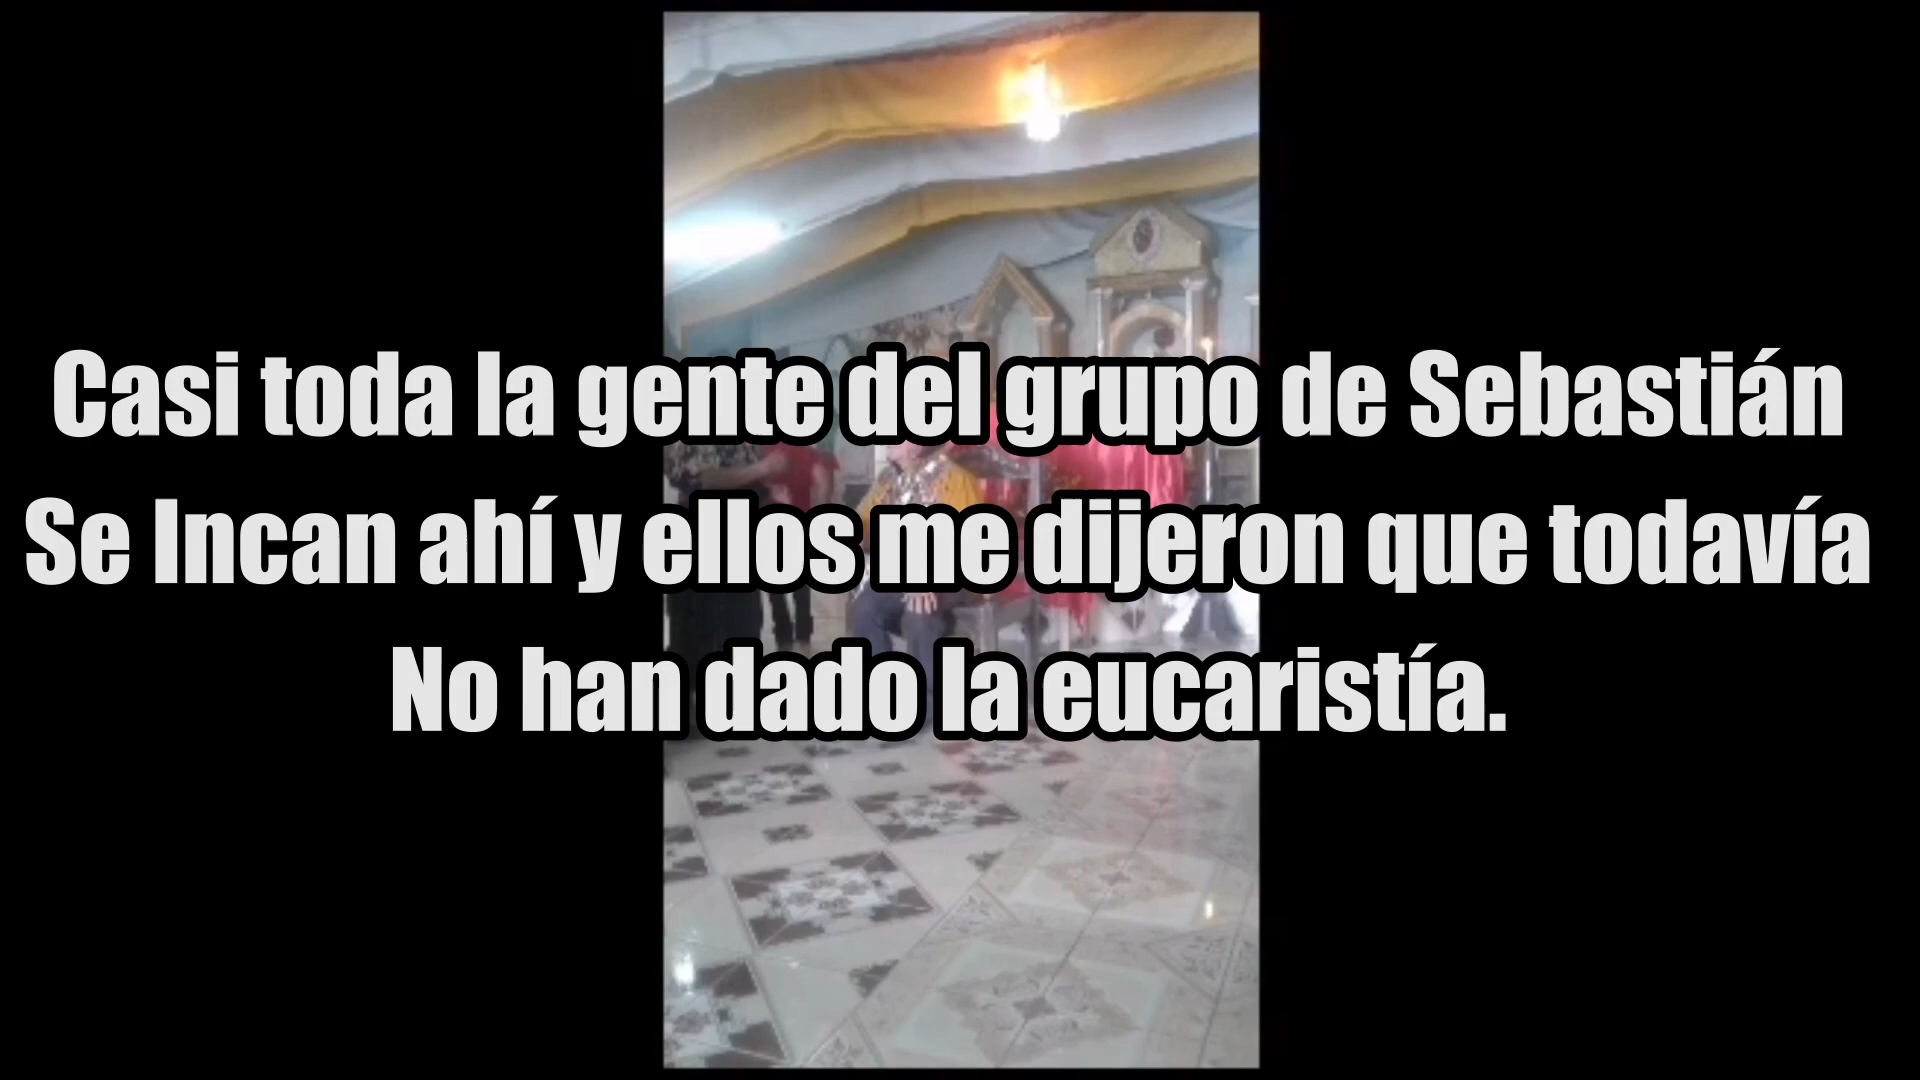 Casi toda la gente del grupo de Sebastián
Se Incan ahí y ellos me dijeron que todavía
No han dado la eucaristía.